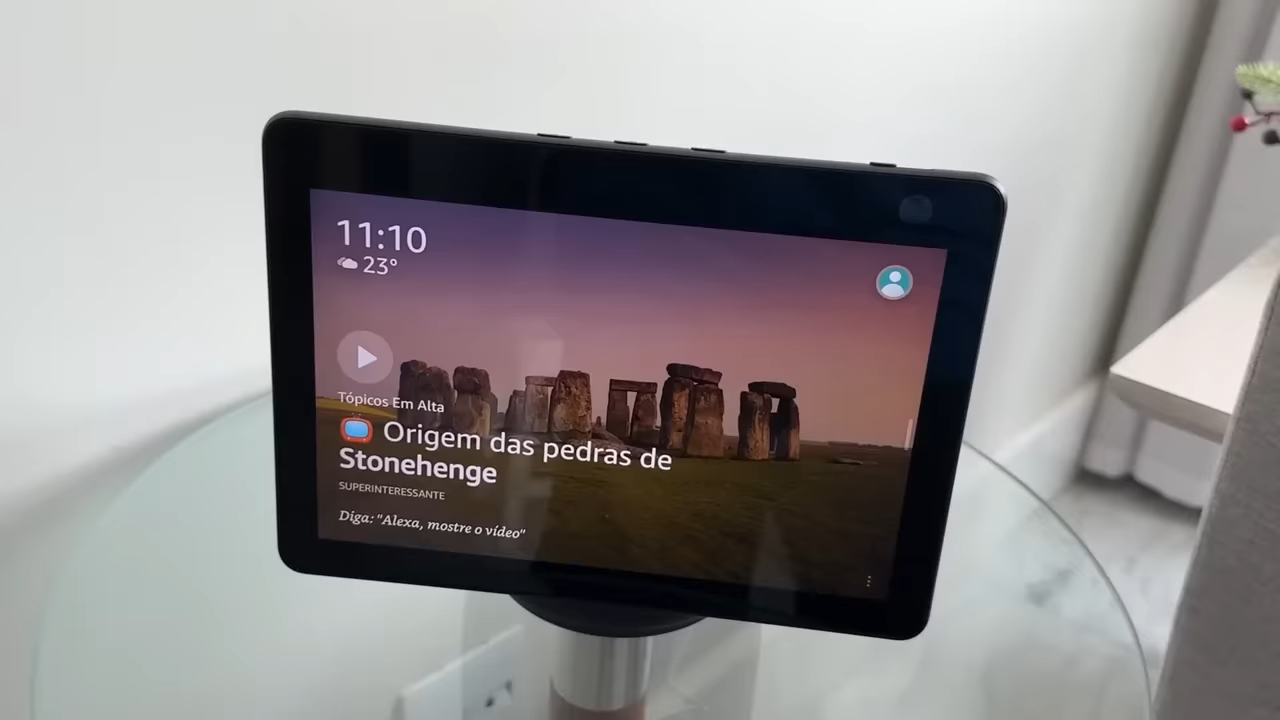 11:10
23°
Tópicos Em Alta
Origem das pedras de
Stonehenge
SUPERINTERESSANTE
Diga: "Alexa, mostre o vídeo"